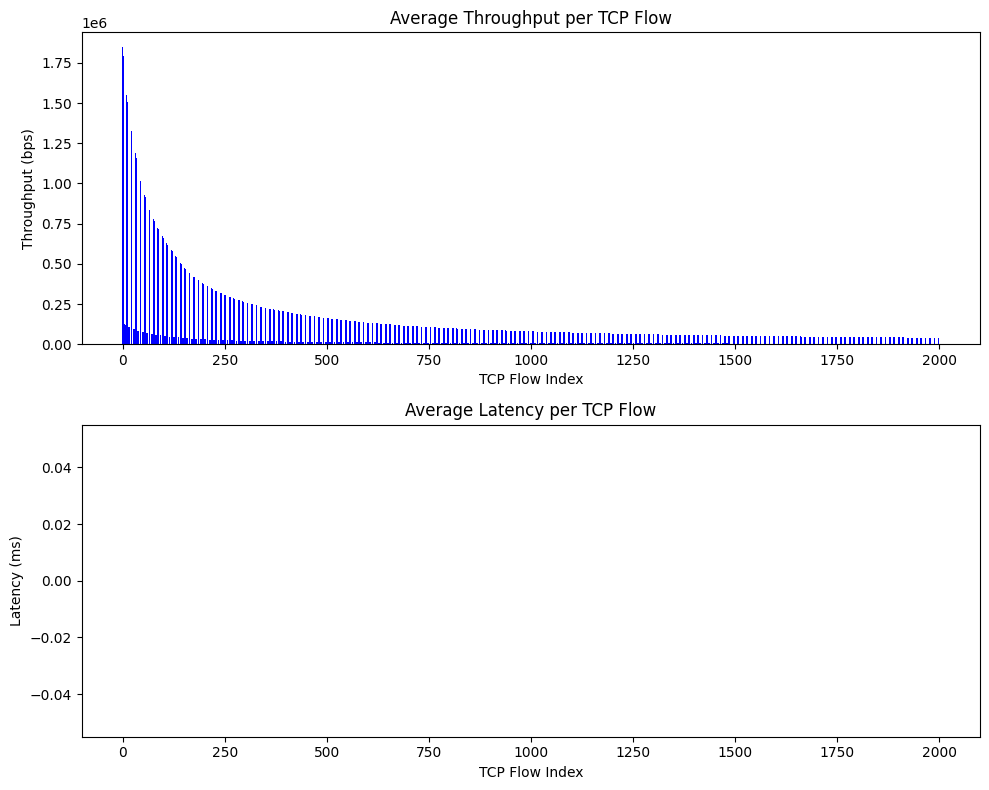 Average Throughput per TCP Flow
1e6
1.75
1.50
1.25
1.00
0.75
0.50
0.25
0.00
Throughput (bps)
0 250 500 750 1000 1250 1500 1750 2000
TCP Flow Index
Average Latency per TCP Flow
0.04
0.02
0.00
−0.02
−0.04
Latency (ms)
0 250 500 750 1000 1250 1500 1750 2000
TCP Flow Index